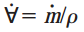 ∀̇ = ṁ/ρ